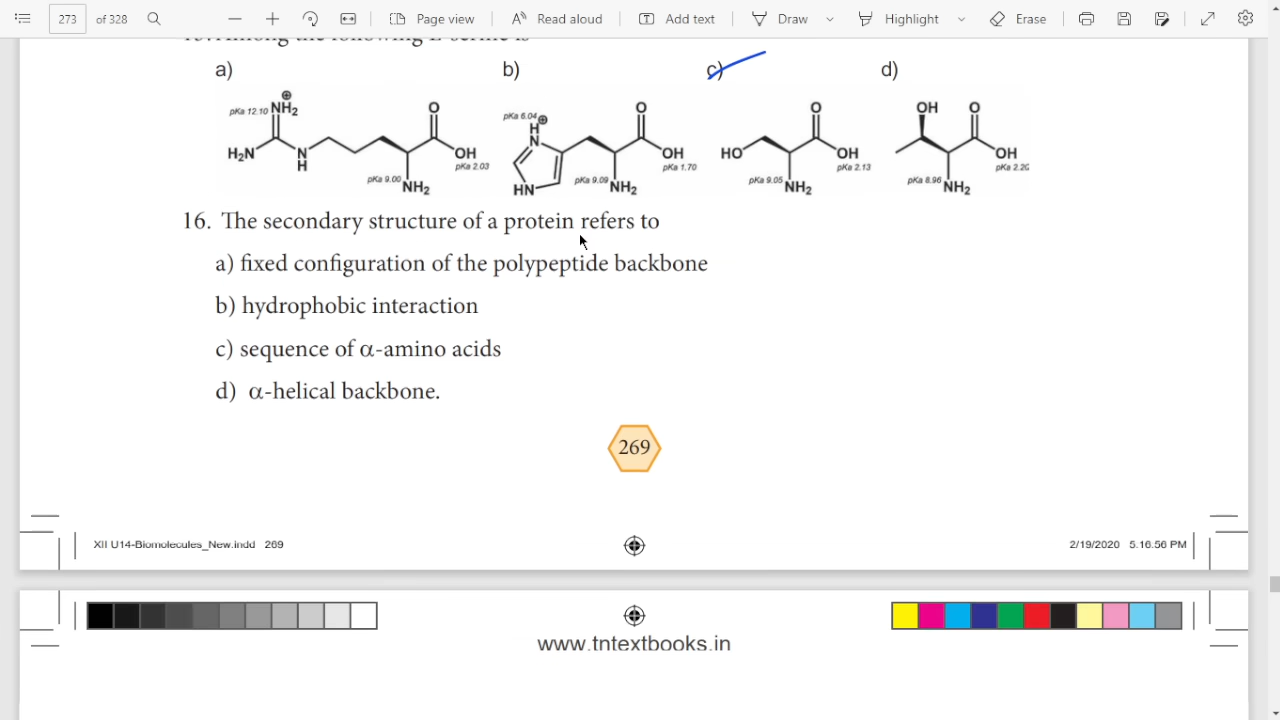 273 of 328 Page view Read aloud Add text Draw Highlight Erase
a) b) c) d)
pKa 12.10 NH2 O pKa 6.04 H N O O OH O
H2N N H OH pKa 2.03 OH pKa 1.70 HO OH pKa 2.13 OH pKa 2.20
pKa 9.00 NH2 HN pKa 9.09 NH2 pKa 9.05 NH2 pKa 8.96 NH2
16. The secondary structure of a protein refers to
a) fixed configuration of the polypeptide backbone
b) hydrophobic interaction
c) sequence of α-amino acids
d) α-helical backbone.
269
XII U14-Biomolecules_New.indd 269 2/19/2020 5.16.56 PM
www.tntextbooks.in